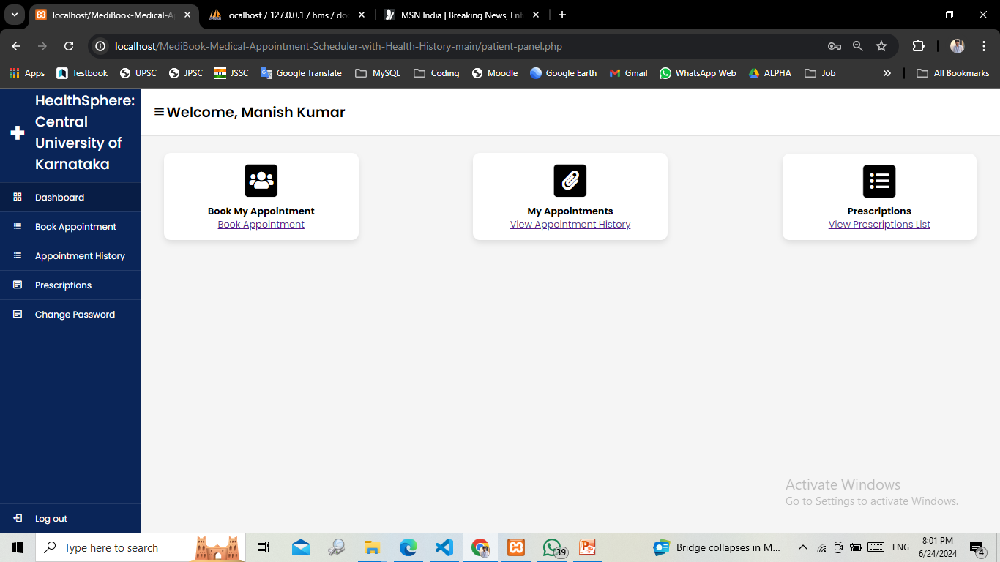 localhost/MediBook-Medical-Ap
localhost / 127.0.0.1 / hms / doc
MSN India | Breaking News, Ent
localhost/MediBook-Medical-Appointment-Scheduler-with-Health-History-main/patient-panel.php
Apps
Testbook
UPSC
JPSC
JSSC
Google Translate
MySQL
Coding
Moodle
Google Earth
Gmail
WhatsApp Web
ALPHA
Job
All Bookmarks
HealthSphere:
Central
University of
Karnataka
Dashboard
Book Appointment
Appointment History
Prescriptions
Change Password
Log out
Welcome, Manish Kumar
Book My Appointment
Book Appointment
My Appointments
View Appointment History
Prescriptions
View Prescriptions List
Activate Windows
Go to Settings to activate Windows.
Type here to search
39
Bridge collapses in M...
ENG
8:01 PM
6/24/2024
4